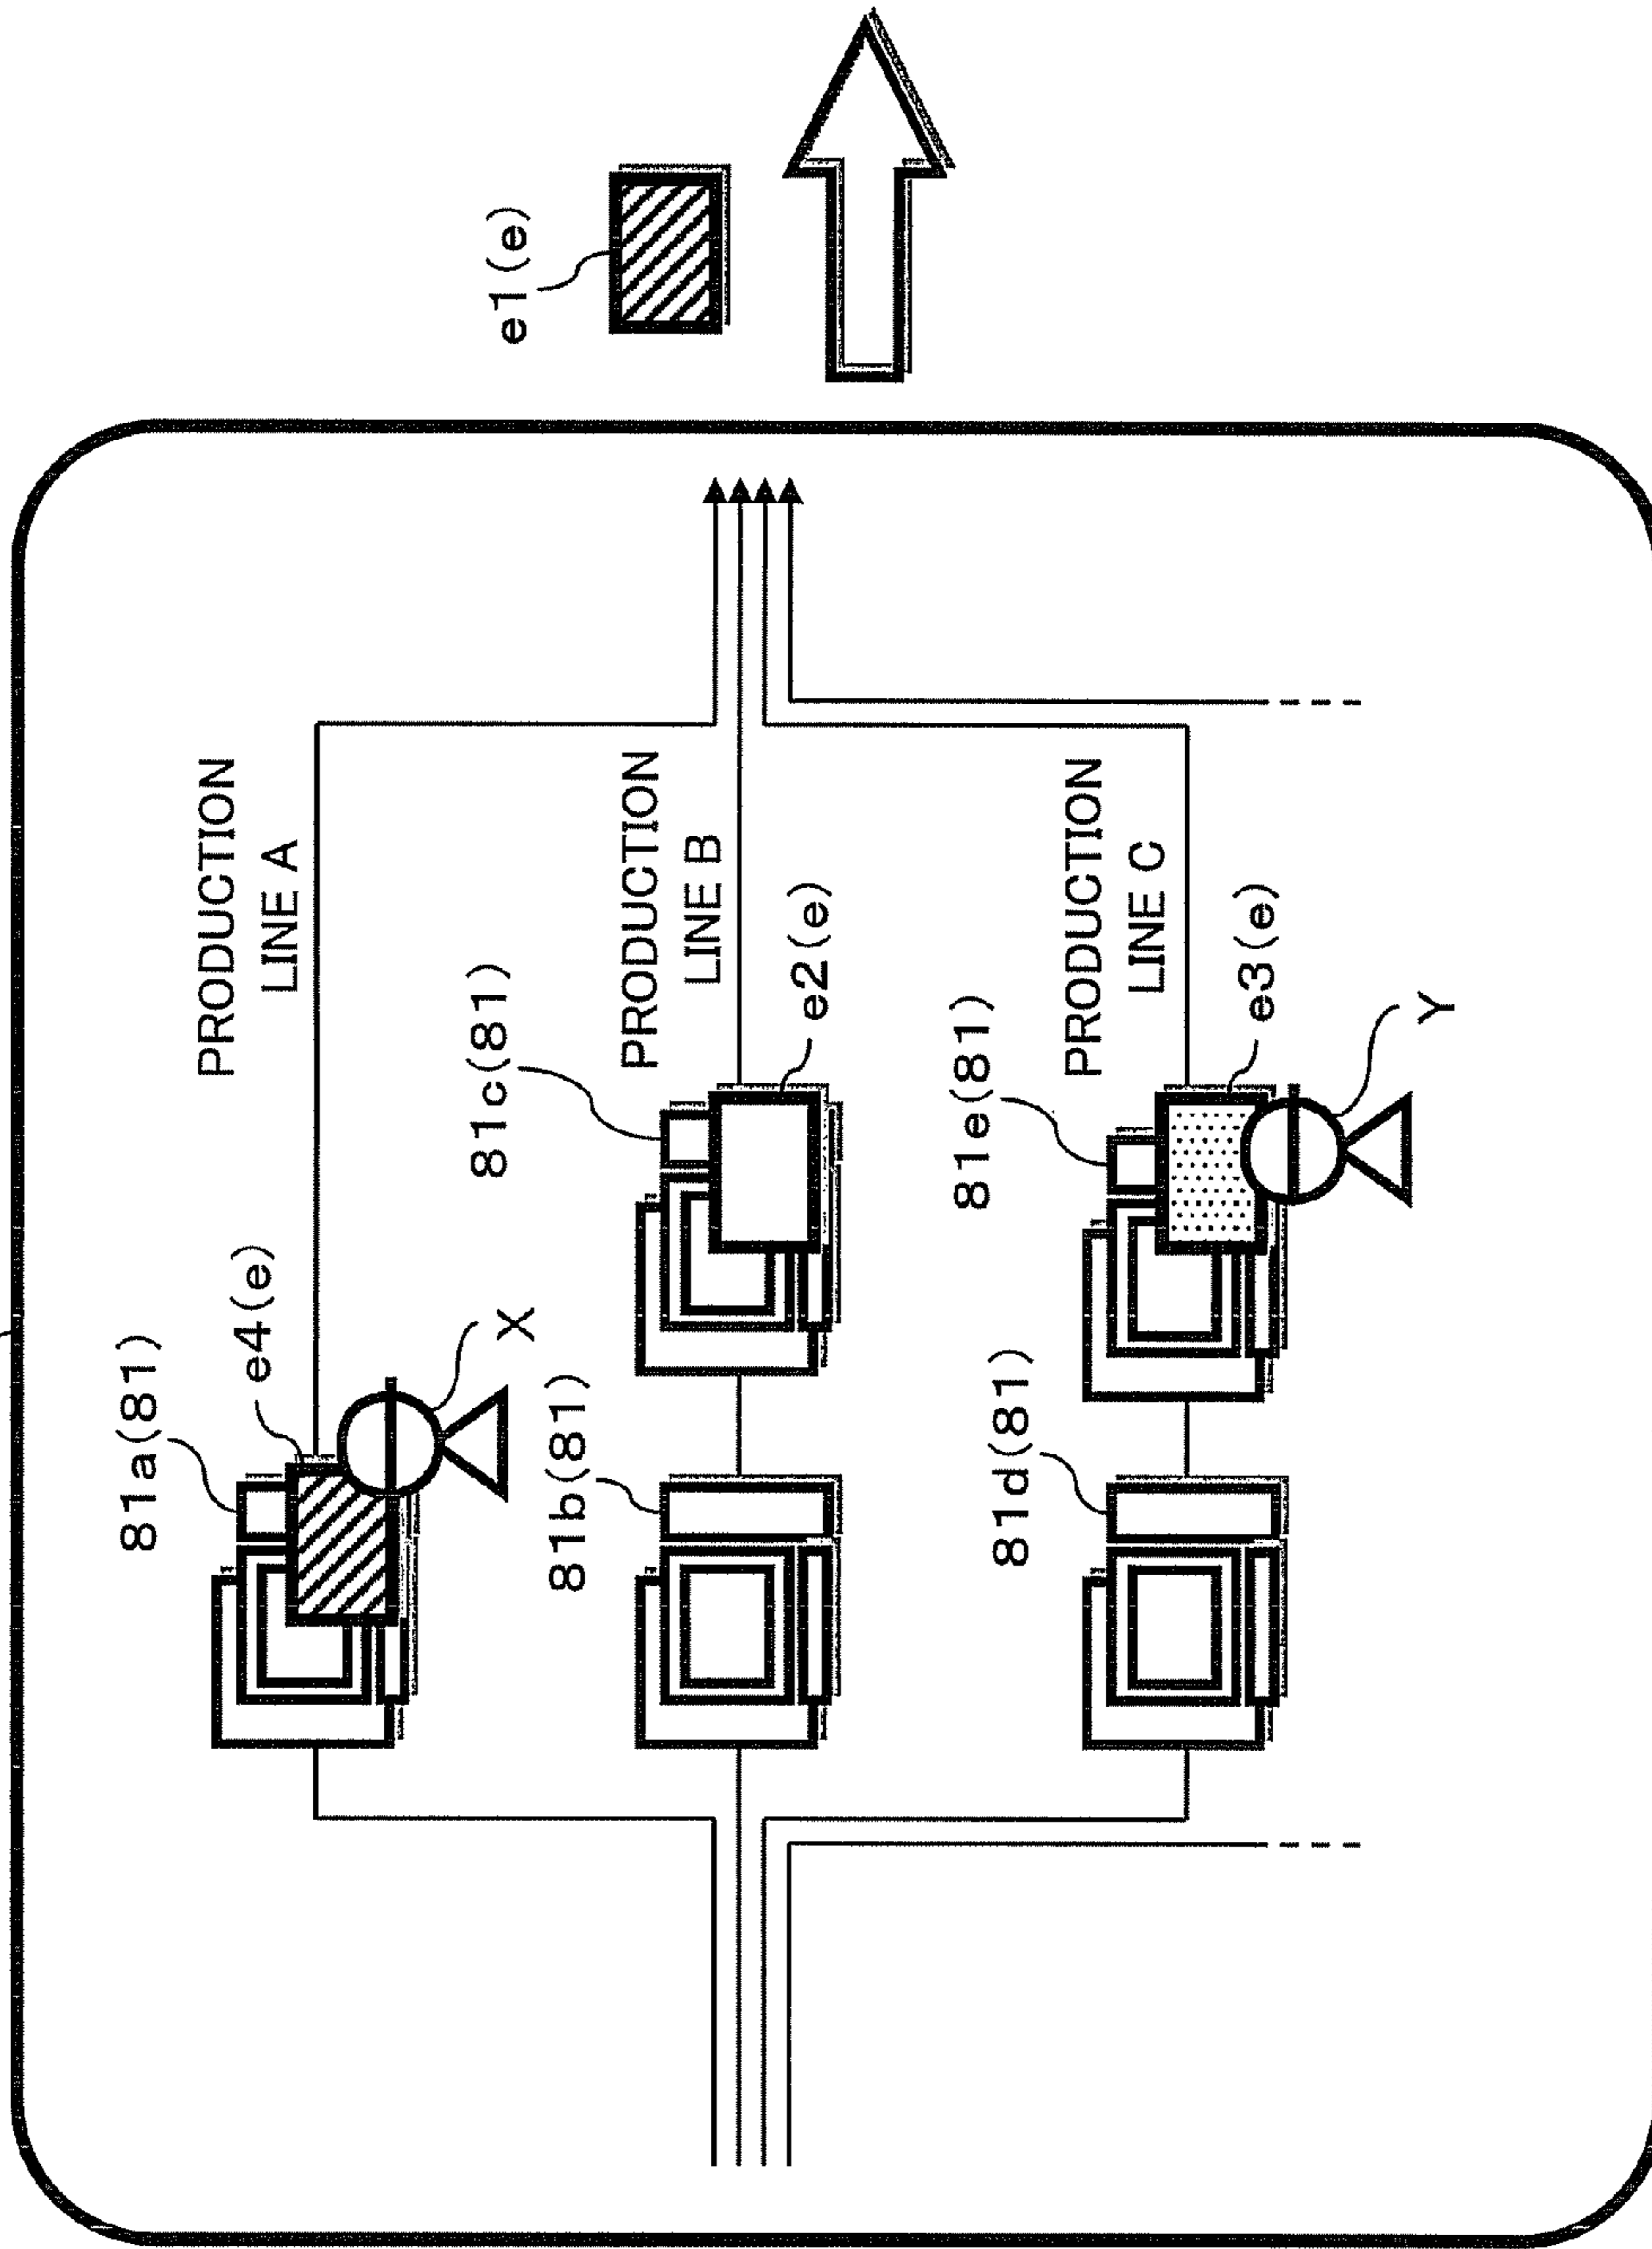 PRODUCTION
LINE A
81a(81)
e4(e)
X
PRODUCTION
LINE B
81b(81)
81c(81)
e2(e)
PRODUCTION
LINE C
81d(81)
81e(81)
e3(e)
Y
e1(e)